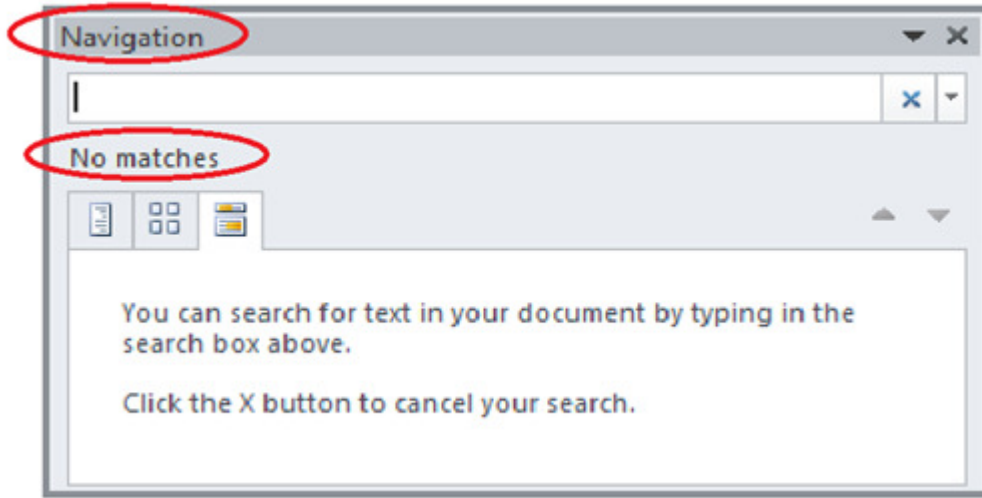 Navigation
No matches
You can search for text in your document by typing in the
search box above.
Click the X button to cancel your search.